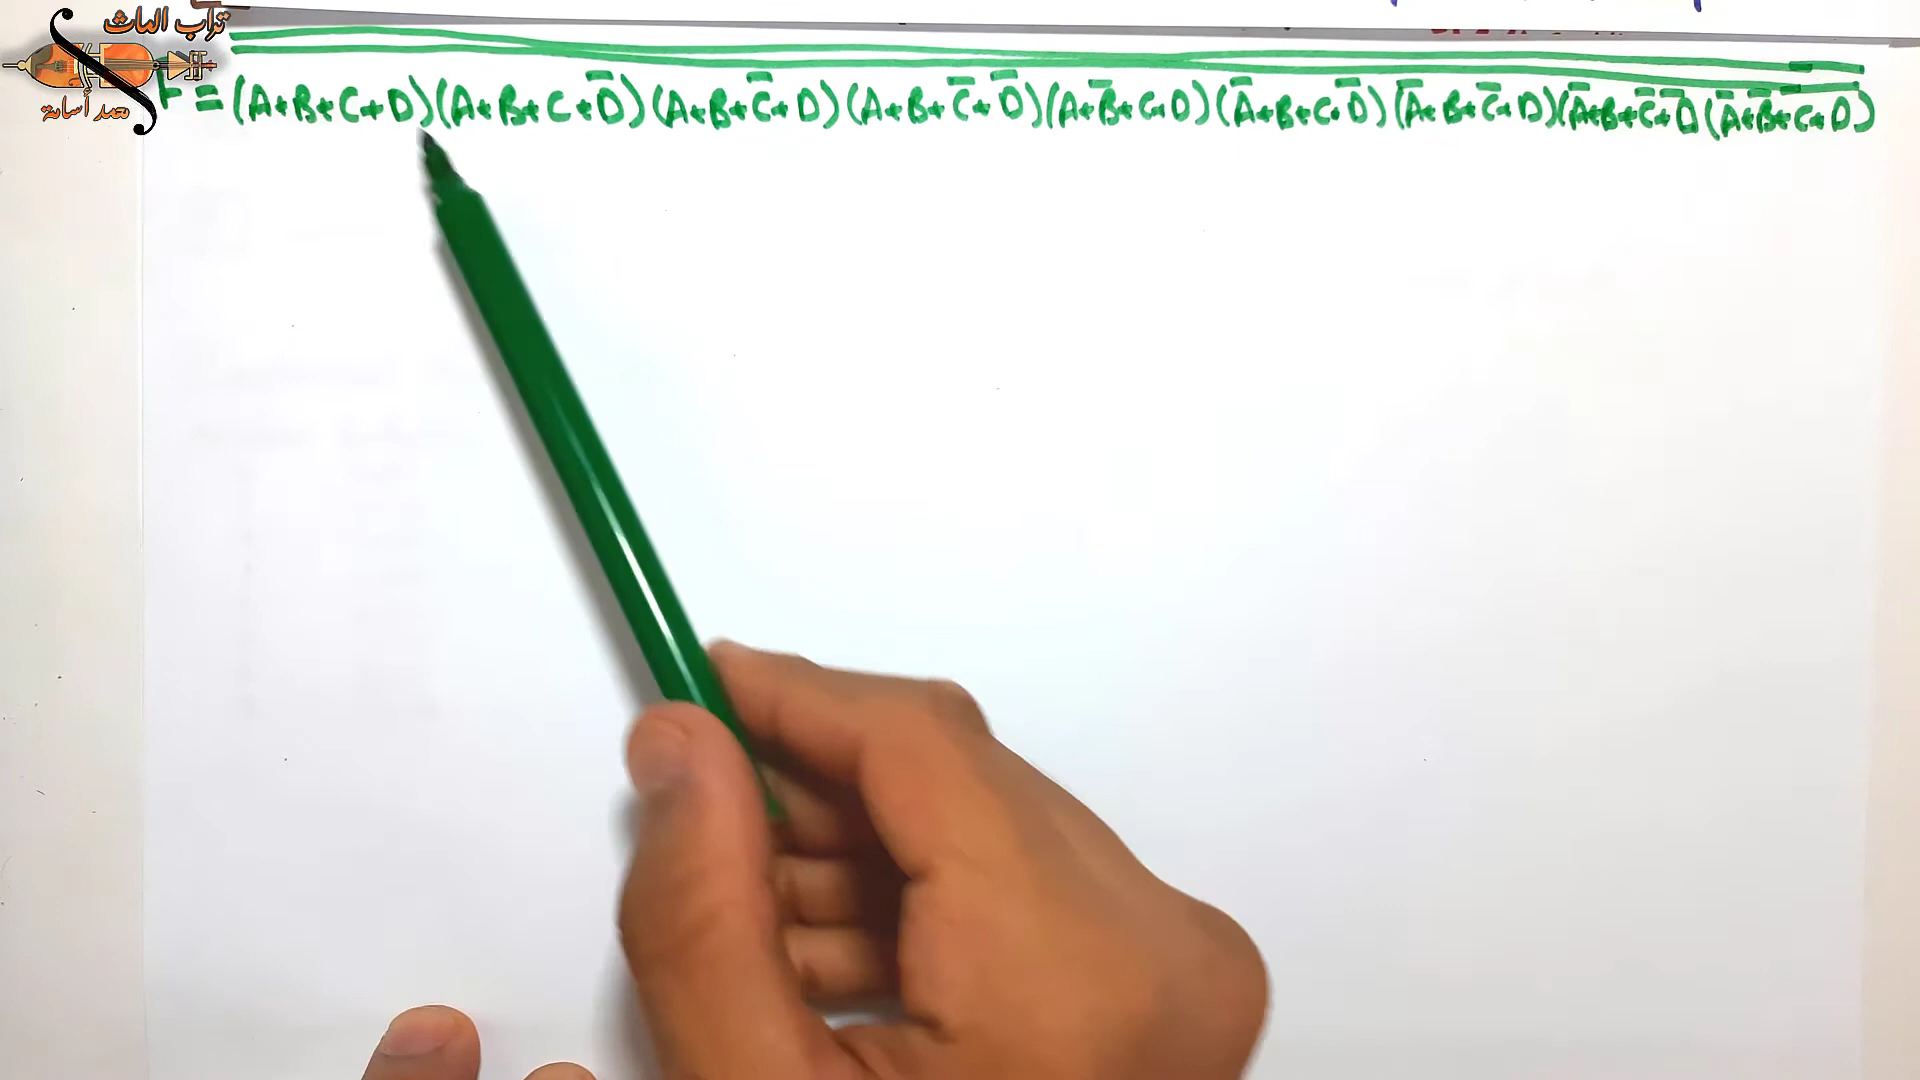 تراب الماث
محمد أسامة
F = (A+B+C+D)(A+B+C+D̅)(A+B+C̅+D)(A+B+C̅+D̅)(A+B̅+C+D)(A̅+B+C+D̅)(A̅+B+C̅+D)(A̅+B+C̅+D̅)(A̅+B̅+C̅+D)